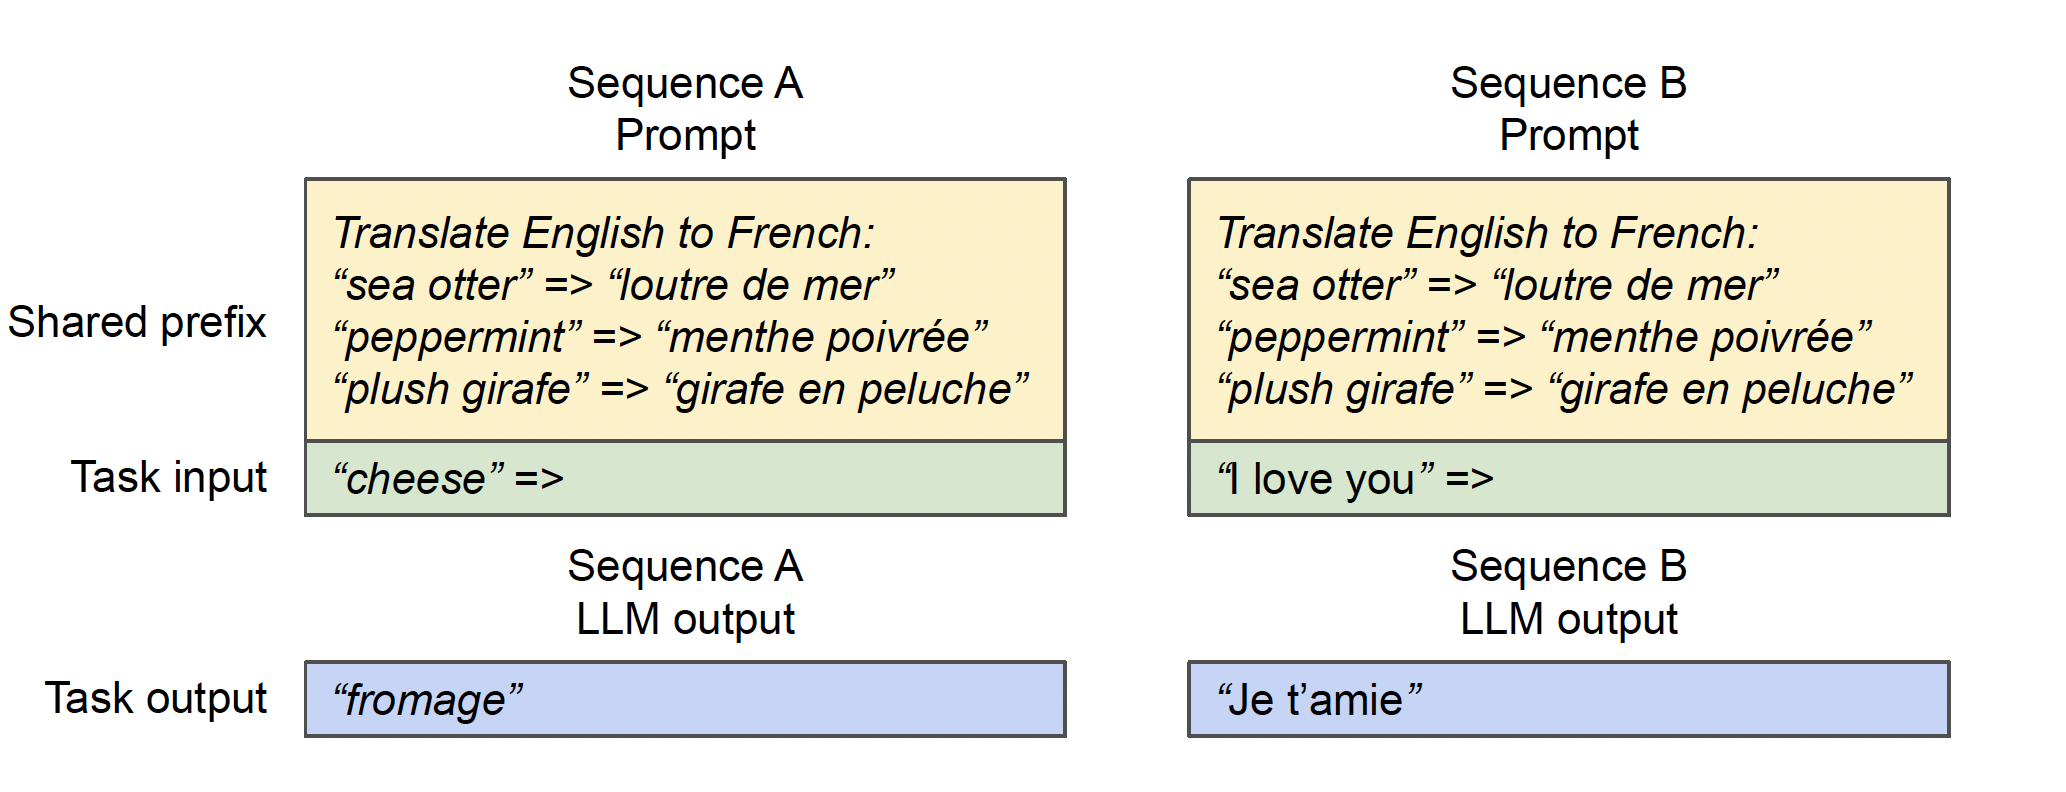 Sequence A
Prompt
Sequence B
Prompt
Shared prefix
Translate English to French:
“sea otter” => “loutre de mer”
“peppermint” => “menthe poivrée”
“plush girafe” => “girafe en peluche”
Translate English to French:
“sea otter” => “loutre de mer”
“peppermint” => “menthe poivrée”
“plush girafe” => “girafe en peluche”
Task input
“cheese” =>
“I love you” =>
Sequence A
LLM output
Sequence B
LLM output
Task output
“fromage”
“Je t’amie”